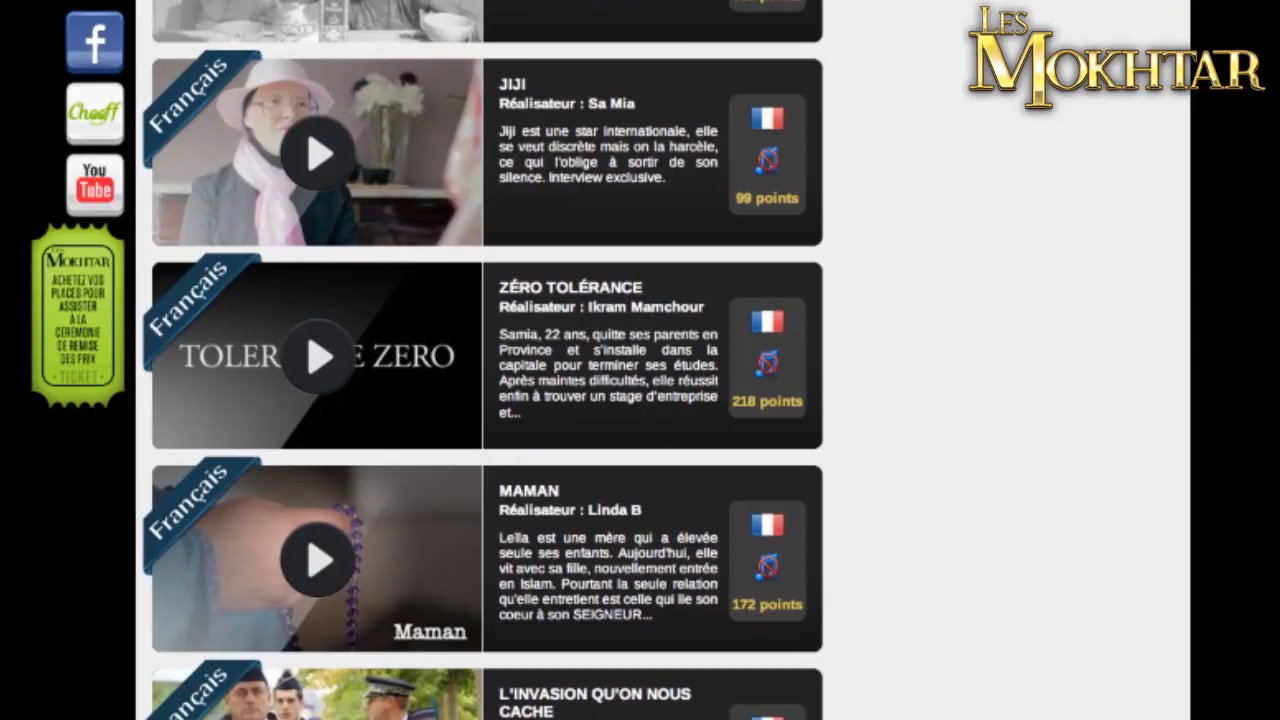 LES
MOKHTAR
f
Cheeff
You
Tube
LES
MOKHTAR
ACHETEZ VOS
PLACES POUR
ASSISTER
À LA
CEREMONIE
DE REMISE
DES PRIX
• TICKET •
Français
JIJI
Réalisateur : Sa Mia
Jiji est une star internationale, elle
se veut discrète mais on la harcèle,
ce qui l'oblige à sortir de son
silence. Interview exclusive.
99 points
Français
TOLER E ZERO
ZÉRO TOLÉRANCE
Réalisateur : Ikram Mamchour
Samia, 22 ans, quitte ses parents en
Province et s'installe dans la
capitale pour terminer ses études.
Après maintes difficultés, elle réussit
enfin à trouver un stage d'entreprise
et...
218 points
Français
Maman
MAMAN
Réalisateur : Linda B
Leïla est une mère qui a élevée
seule ses enfants. Aujourd'hui, elle
vit avec sa fille, nouvellement entrée
en Islam. Pourtant la seule relation
qu'elle entretient est celle qui lie son
coeur à son SEIGNEUR...
172 points
Français
L'INVASION QU'ON NOUS
CACHE